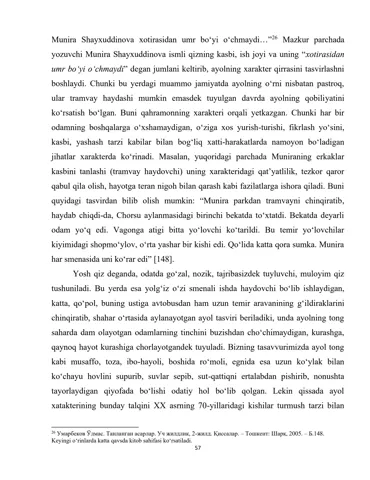 Munira Shayxuddinova xotirasidan umr bo‘yi o‘chmaydi…”²⁶ Mazkur parchada
yozuvchi Munira Shayxuddinova ismli qizning kasbi, ish joyi va uning “xotirasidan
umr bo‘yi o‘chmaydi” degan jumlani keltirib, ayolning xarakter qirrasini tasvirlashni
boshlaydi. Chunki bu yerdagi muammo jamiyatda ayolning o‘rni nisbatan pastroq,
ular tramvay haydashi mumkin emasdek tuyulgan davrda ayolning qobiliyatini
ko‘rsatish bo‘lgan. Buni qahramonning xarakteri orqali yetkazgan. Chunki har bir
odamning boshqalarga o‘xshamaydigan, o‘ziga xos yurish-turishi, fikrlash yo‘sini,
kasbi, yashash tarzi kabilar bilan bog‘liq xatti-harakatlarda namoyon bo‘ladigan
jihatlar xarakterda ko‘rinadi. Masalan, yuqoridagi parchada Muniraning erkaklar
kasbini tanlashi (tramvay haydovchi) uning xarakteridagi qat’yatlilik, tezkor qaror
qabul qila olish, hayotga teran nigoh bilan qarash kabi fazilatlarga ishora qiladi. Buni
quyidagi tasvirdan bilib olish mumkin: “Munira parkdan tramvayni chinqiratib,
haydab chiqdi-da, Chorsu aylanmasidagi birinchi bekatda to‘xtatdi. Bekatda deyarli
odam yo‘q edi. Vagonga atigi bitta yo‘lovchi ko‘tarildi. Bu temir yo‘lovchilar
kiyimidagi shopmo‘ylov, o‘rta yashar bir kishi edi. Qo‘lida katta qora sumka. Munira
har smenasida uni ko‘rar edi” [148].
Yosh qiz deganda, odatda go‘zal, nozik, tajribasizdek tuyluvchi, muloyim qiz
tushuniladi. Bu yerda esa yolg‘iz o‘zi smenali ishda haydovchi bo‘lib ishlaydigan,
katta, qo‘pol, buning ustiga avtobusdan ham uzun temir aravanining g‘ildiraklarini
chinqiratib, shahar o‘rtasida aylanayotgan ayol tasviri beriladiki, unda ayolning tong
saharda dam olayotgan odamlarning tinchini buzishdan cho‘chimaydigan, kurashga,
qaynoq hayot kurashiga chorlayotgandek tuyuladi. Bizning tasavvurimizda ayol tong
kabi musaffo, toza, ibo-hayoli, boshida ro‘moli, egnida esa uzun ko‘ylak bilan
ko‘chayu hovlini supurib, suvlar sepib, sut-qattiqni ertalabdan pishirib, nonushta
tayorlaydigan qiyofada bo‘lishi odatiy hol bo‘lib qolgan. Lekin qissada ayol
xatakterining bunday talqini XX asrning 70-yillaridagi kishilar turmush tarzi bilan
²⁶ Умарбеков Ўлмас. Танланган асарлар. Уч жилдлик, 2-жилд. Қиссалар. – Тошкент: Шарқ, 2005. – Б.148.
Keyingi o‘rinlarda katta qavsda kitob sahifasi ko‘rsatiladi.
57